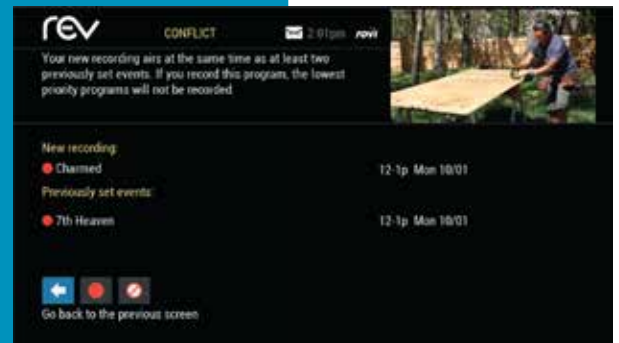 rev CONFLICT 2:01pm rovi
Your new recording airs at the same time as at least two
previously set events. If you record this program, the lowest
priority programs will not be recorded
New recording:
Charmed 12-1p Mon 10/01
Previously set events:
7th Heaven 12-1p Mon 10/01
Go back to the previous screen